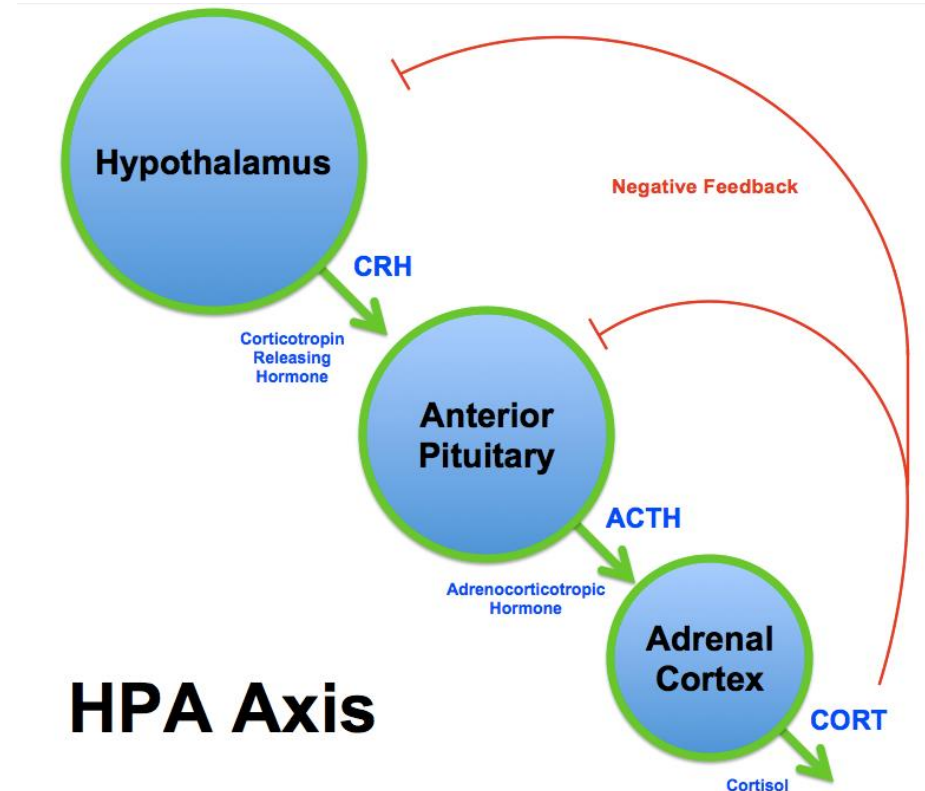 Hypothalamus
Negative Feedback
CRH
Corticotropin
Releasing
Hormone
Anterior
Pituitary
ACTH
Adrenocorticotropic
Hormone
Adrenal
Cortex
HPA Axis
CORT
Cortisol